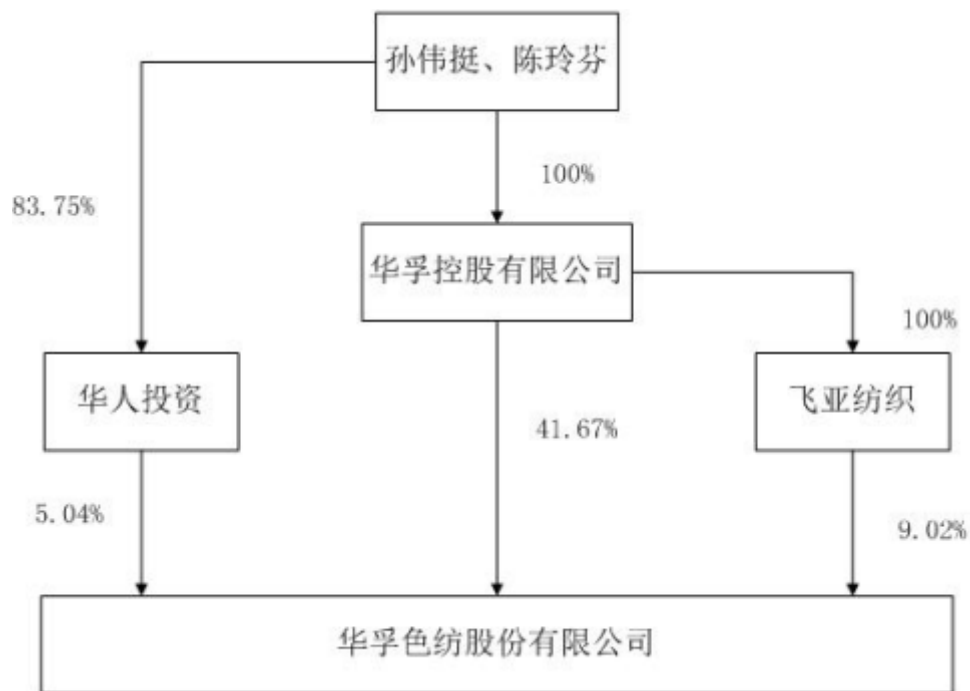 孙伟挺、陈玲芬
100%
83.75%
华孚控股有限公司
100%
华人投资
飞亚纺织
41.67%
5.04%
9.02%
华孚色纺股份有限公司